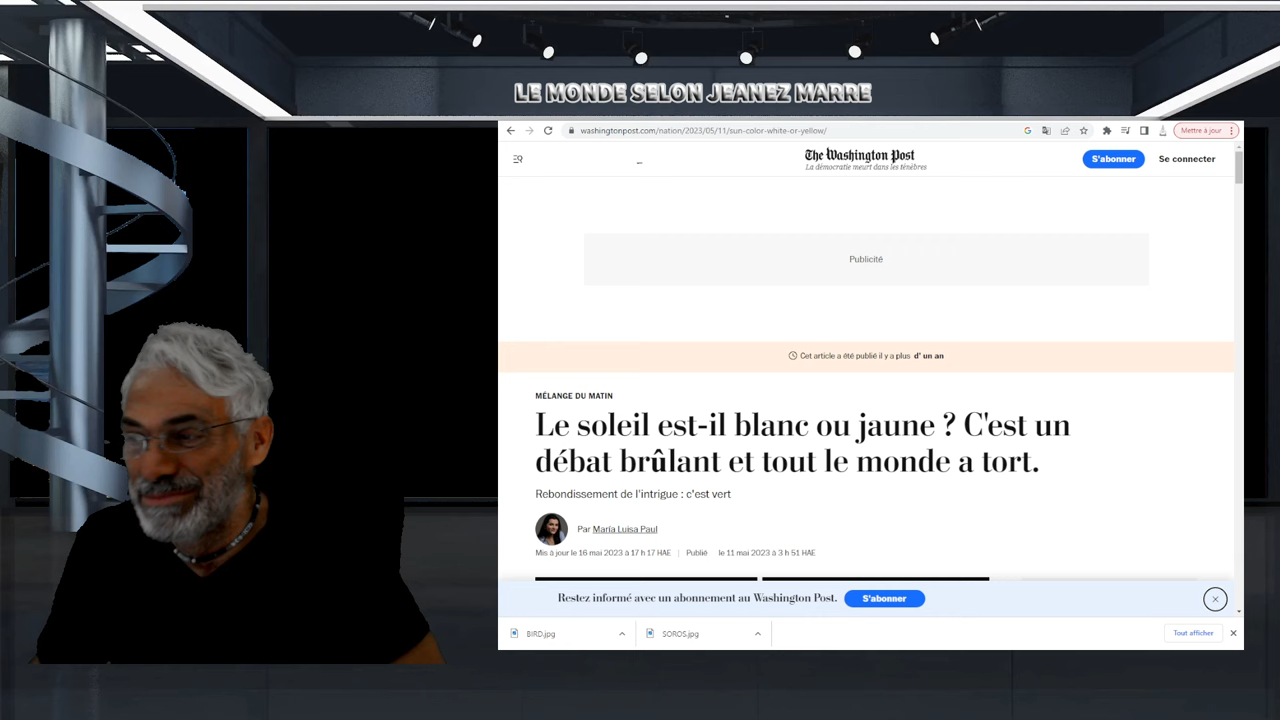 LE MONDE SELON JEANEZ MARRE
washingtonpost.com/nation/2023/05/11/sun-color-white-or-yellow/
Mettre à jour
The Washington Post
La démocratie meurt dans les ténèbres
S'abonner
Se connecter
Publicité
Cet article a été publié il y a plus d' un an
MÉLANGE DU MATIN
Le soleil est-il blanc ou jaune ? C'est un
débat brûlant et tout le monde a tort.
Rebondissement de l'intrigue : c'est vert
Par María Luisa Paul
Mis à jour le 16 mai 2023 à 17 h 17 HAE | Publié le 11 mai 2023 à 3 h 51 HAE
Restez informé avec un abonnement au Washington Post. S'abonner
BIRD.jpg
SOROS.jpg
Tout afficher